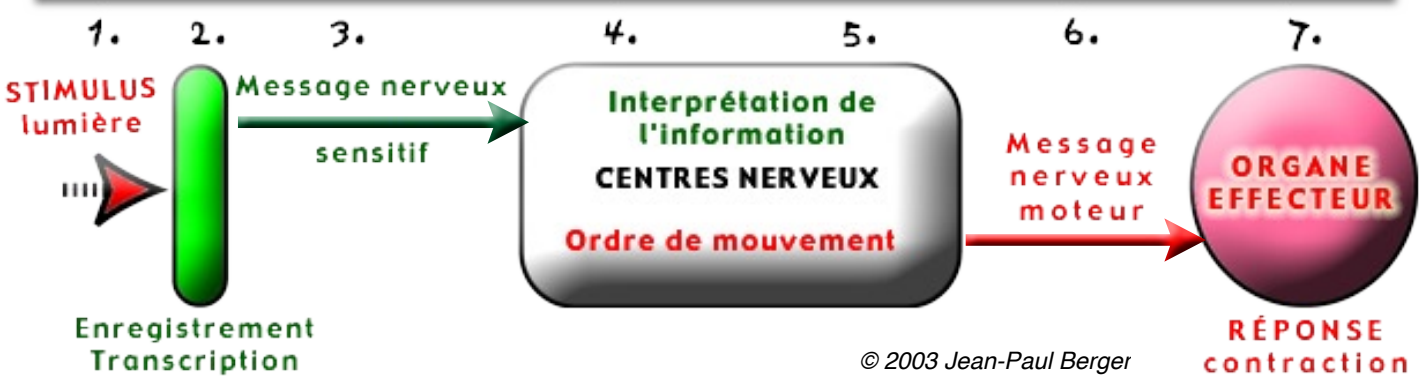 1. 2. 3. 4. 5. 6. 7.
STIMULUS
lumière
Enregistrement
Transcription
Message nerveux
sensitif
Interprétation de
l'information
CENTRES NERVEUX
Ordre de mouvement
Message
nerveux
moteur
ORGANE
EFFECTEUR
RÉPONSE
contraction
© 2003 Jean-Paul Berger